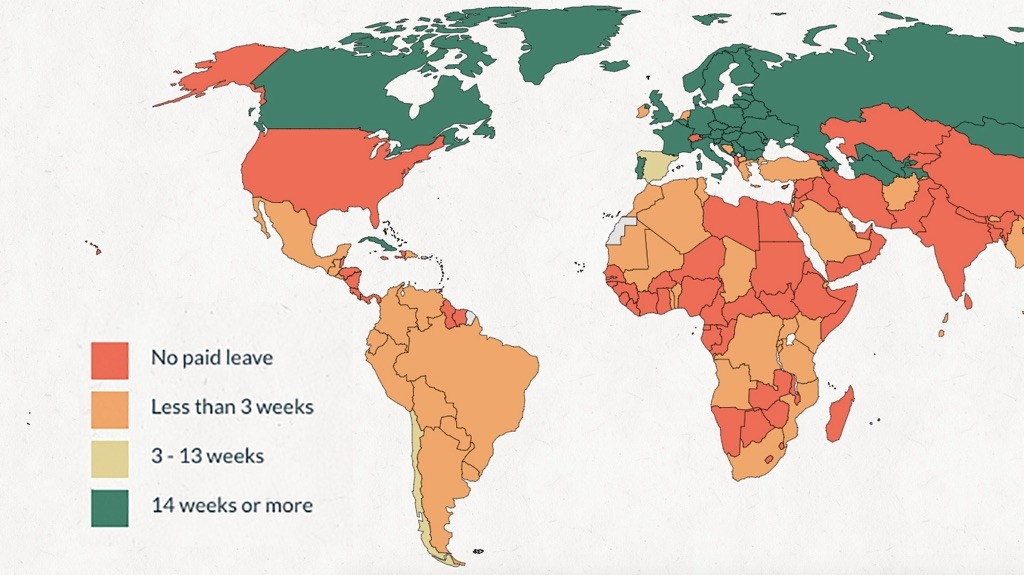 No paid leave
Less than 3 weeks
3 - 13 weeks
14 weeks or more